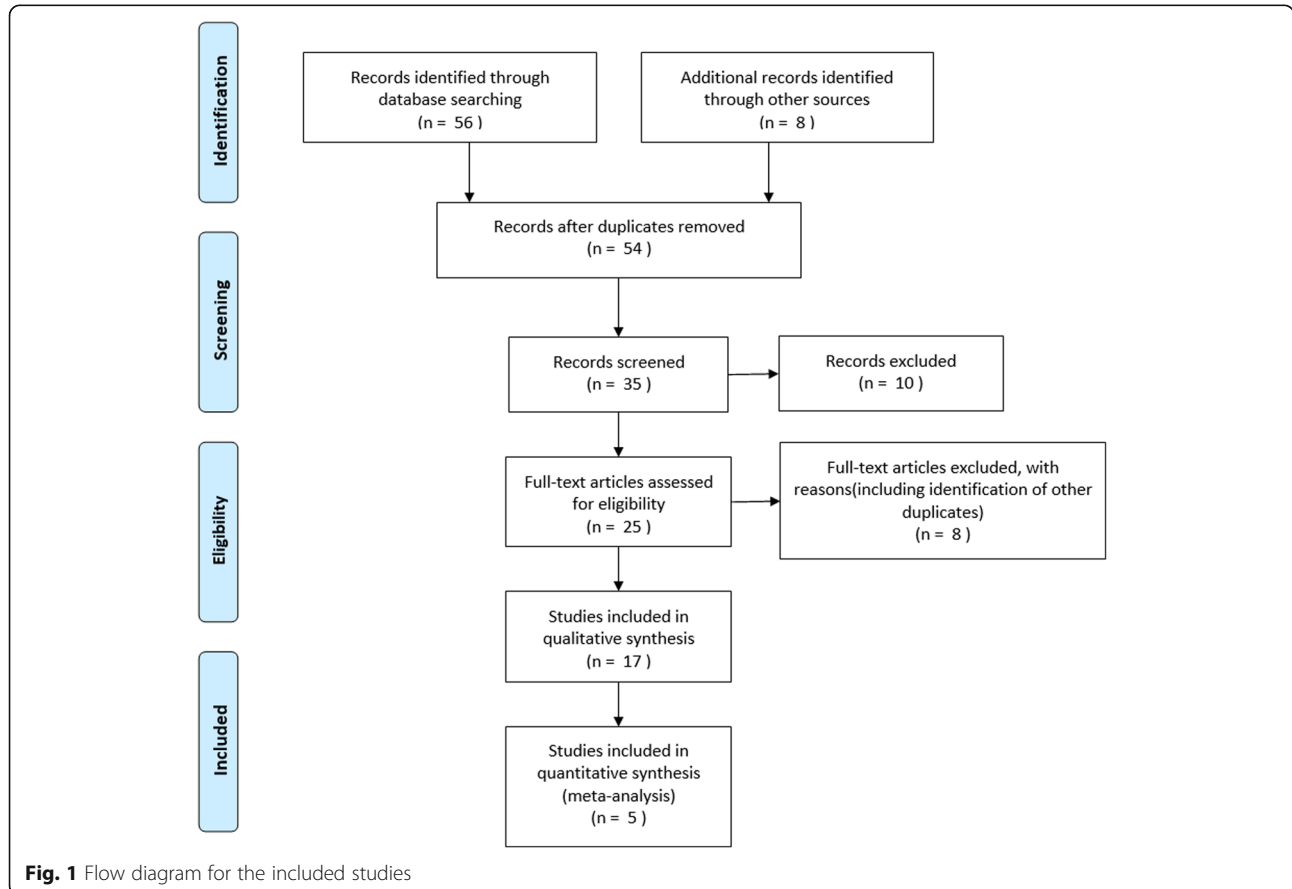 Identification
Records identified through
database searching
(n = 56 )
Additional records identified
through other sources
(n = 8 )
Records after duplicates removed
(n = 54 )
Screening
Records screened
(n = 35 )
Records excluded
(n = 10 )
Eligibility
Full-text articles assessed
for eligibility
(n = 25 )
Full-text articles excluded, with
reasons(including identification of other
duplicates)
(n = 8 )
Studies included in
qualitative synthesis
(n = 17 )
Included
Studies included in
quantitative synthesis
(meta-analysis)
(n = 5 )
Fig. 1 Flow diagram for the included studies